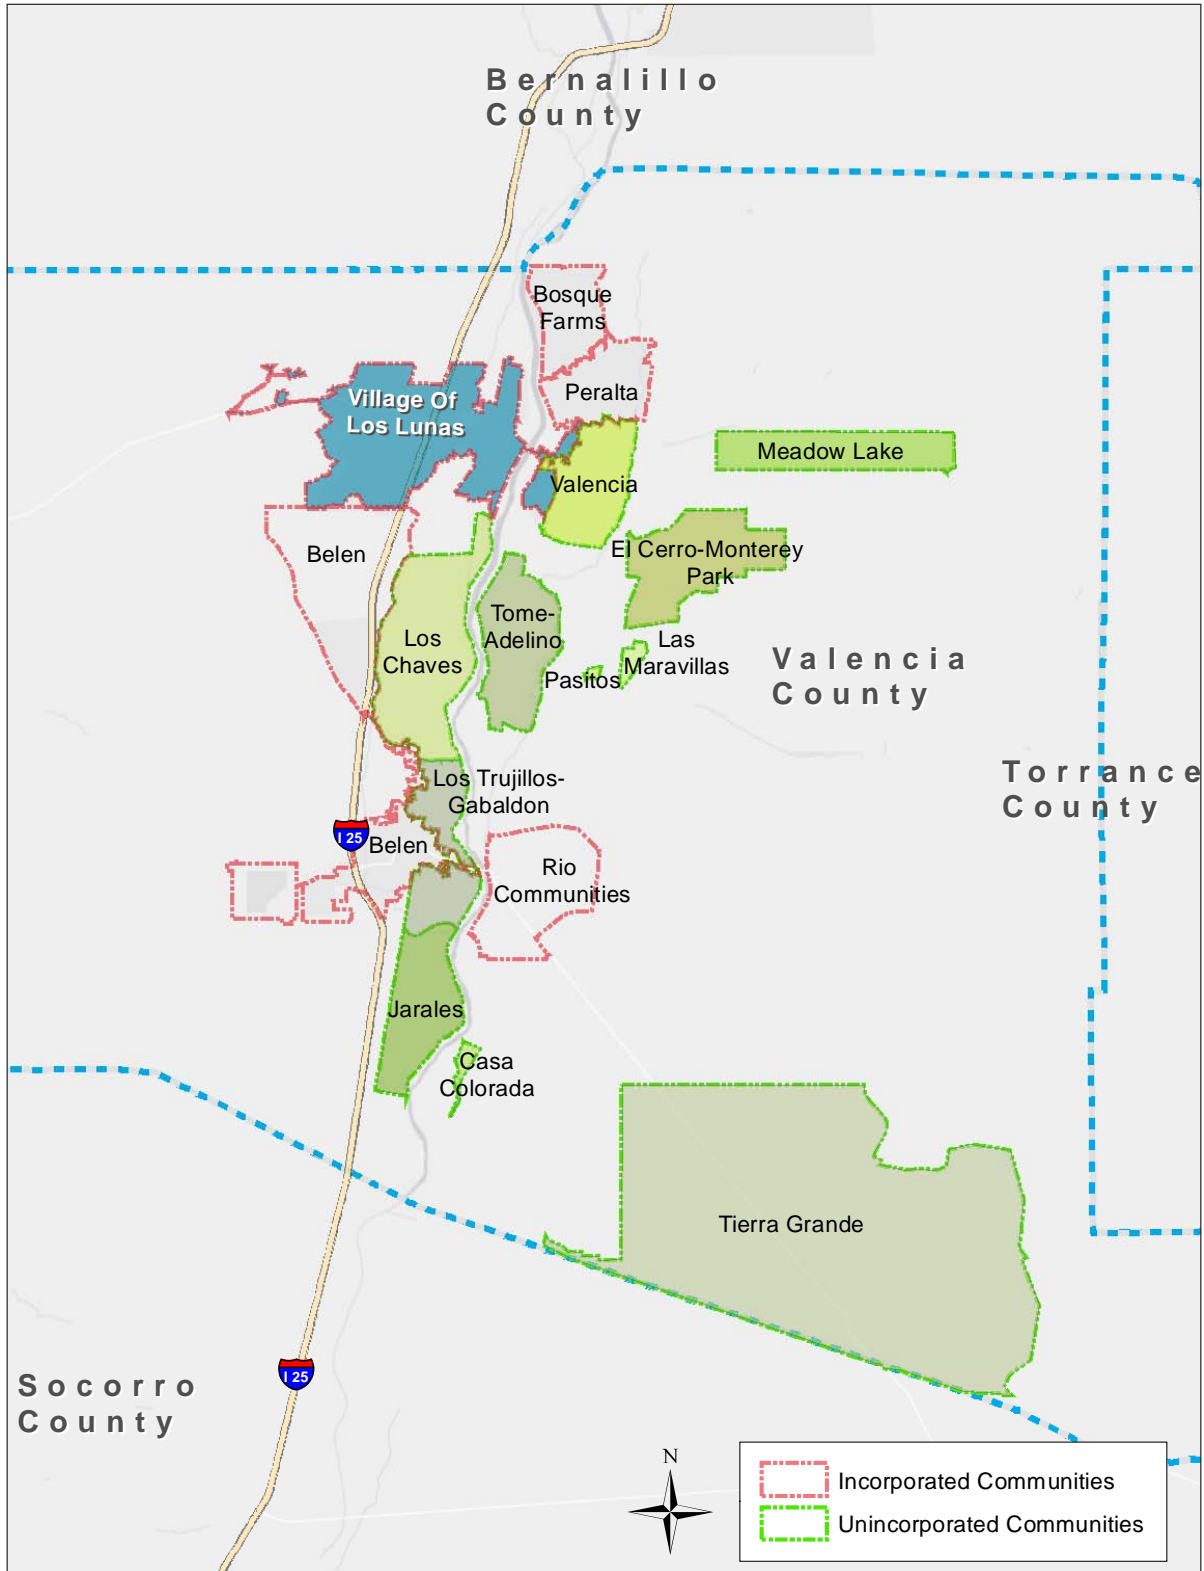 Bernalillo
County
Bosque
Farms
Peralta
Village Of
Los Lunas
Meadow Lake
Valencia
Belen
El Cerro-Monterey
Park
Tome-
Adelino
Los
Chaves
Las
Maravillas
Pasitos
Valencia
County
Torrance
County
Los Trujillos-
Gabaldon
I 25
Belen
Rio
Communities
Jarales
Casa
Colorada
Tierra Grande
I 25
Socorro
County
N
Incorporated Communities
Unincorporated Communities